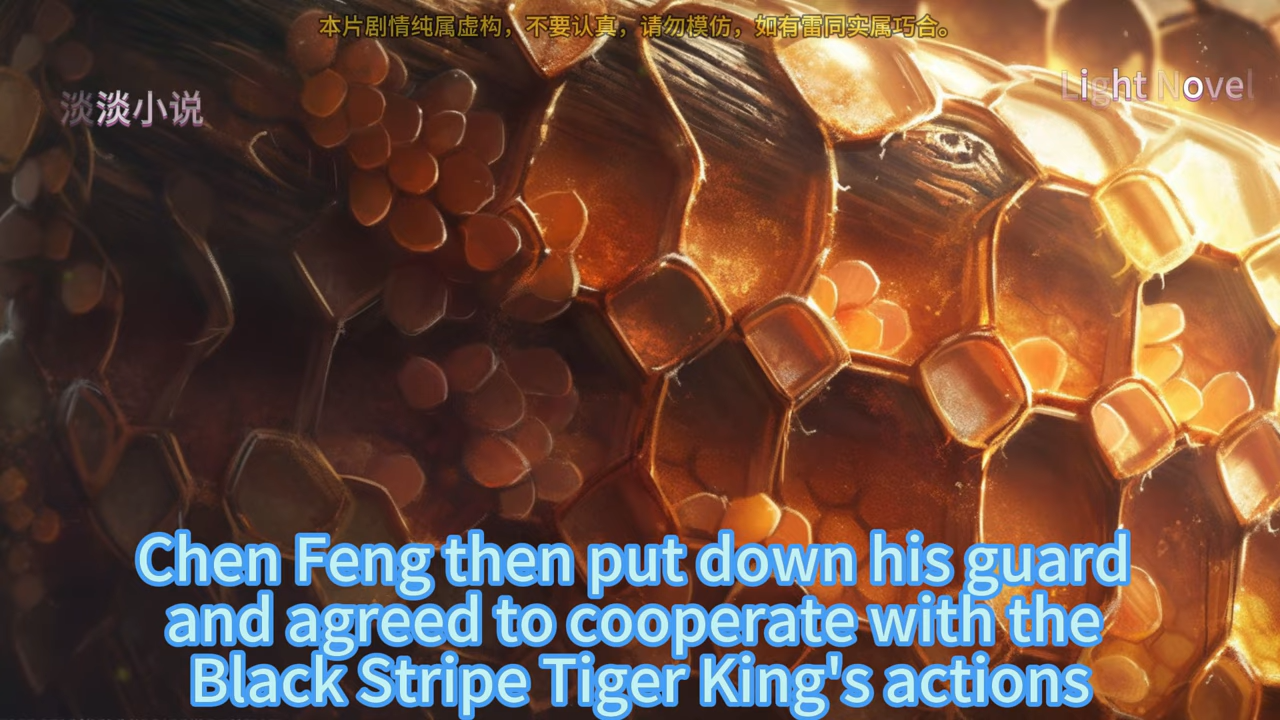 本片剧情纯属虚构，不要认真，请勿模仿，如有雷同实属巧合。
淡淡小说
Light Novel
Chen Feng then put down his guard
and agreed to cooperate with the
Black Stripe Tiger King's actions